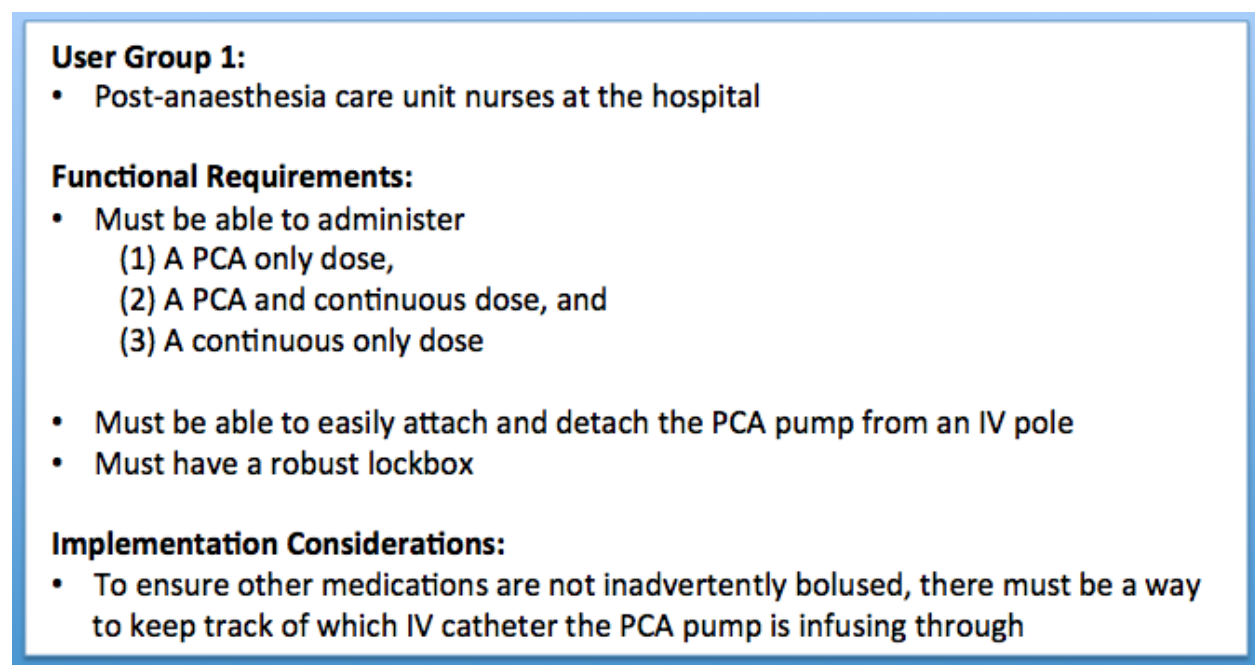 User Group 1:
• Post-anaesthesia care unit nurses at the hospital
Functional Requirements:
• Must be able to administer
(1) A PCA only dose,
(2) A PCA and continuous dose, and
(3) A continuous only dose
• Must be able to easily attach and detach the PCA pump from an IV pole
• Must have a robust lockbox
Implementation Considerations:
• To ensure other medications are not inadvertently bolused, there must be a way
to keep track of which IV catheter the PCA pump is infusing through